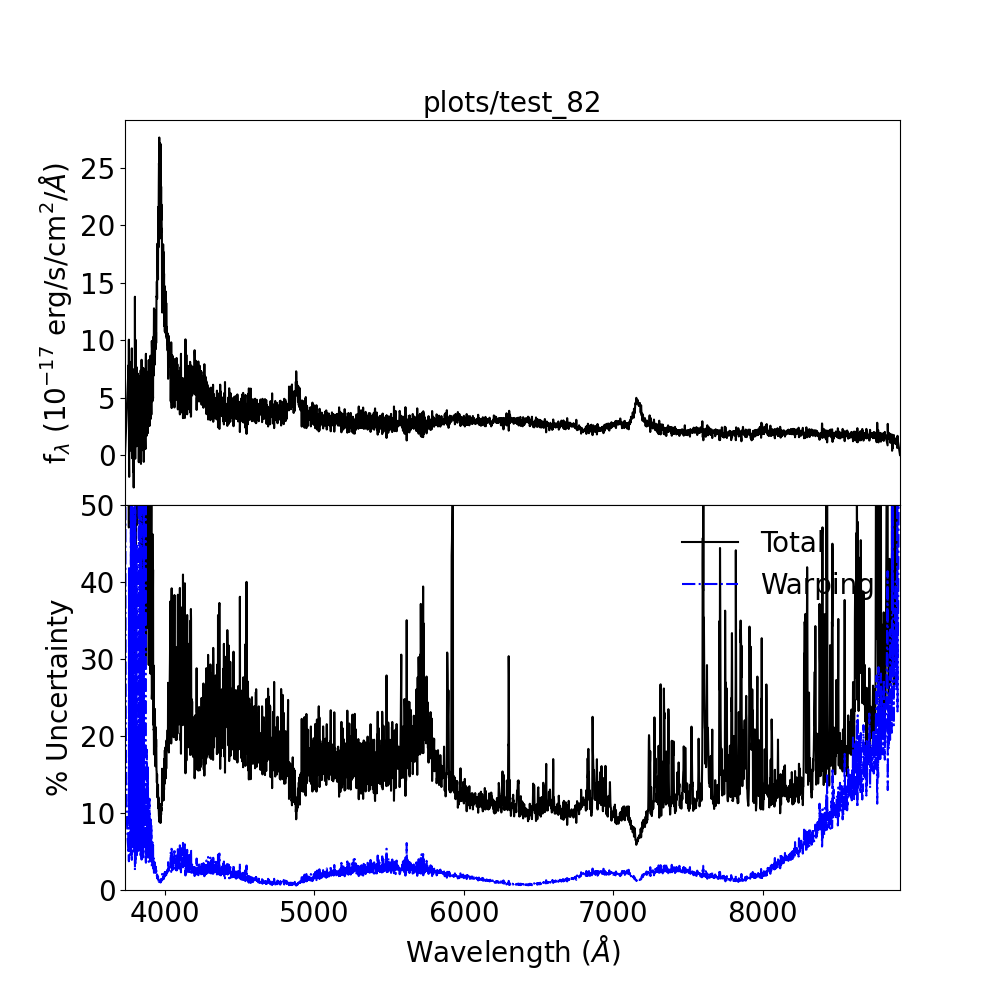 plots/test_82
f_λ (10^−17 erg/s/cm^2/Å)
25
20
15
10
5
0
% Uncertainty
50
40
30
20
10
0
Total
Warping
4000 5000 6000 7000 8000
Wavelength (Å)